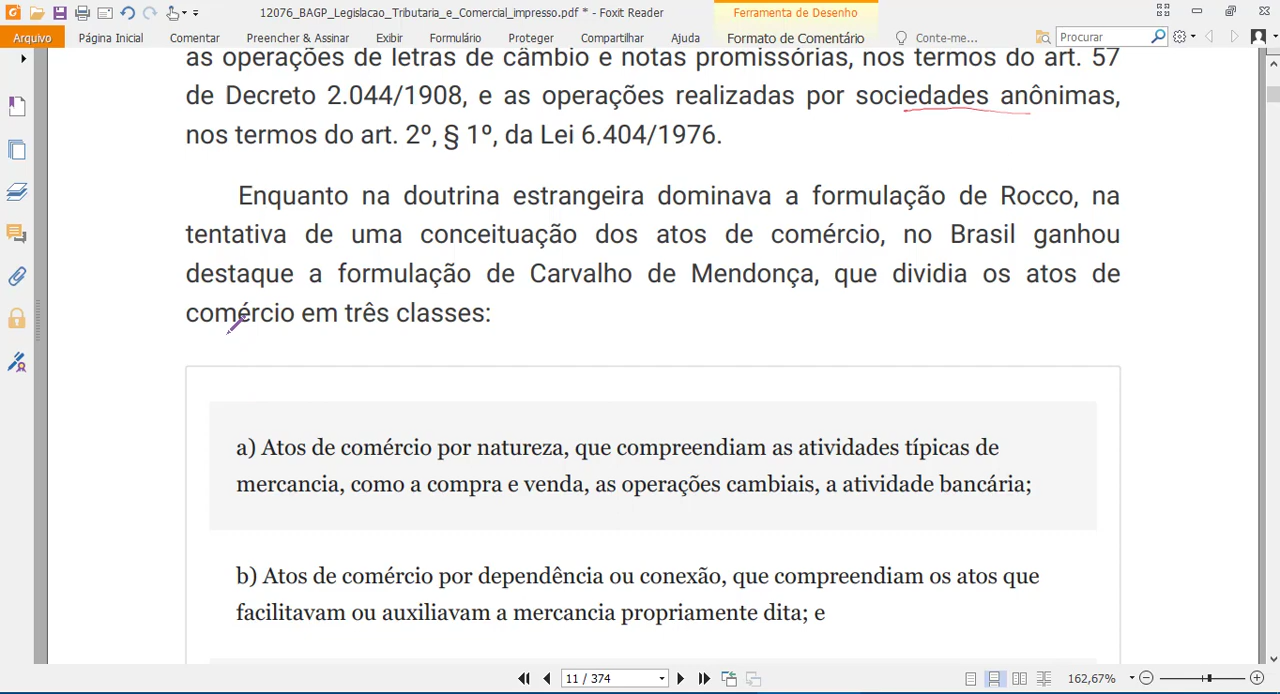 12076_BAGP_Legislacao_Tributaria_e_Comercial_impresso.pdf * - Foxit Reader
Ferramenta de Desenho
Arquivo Página Inicial Comentar Preencher & Assinar Exibir Formulário Proteger Compartilhar Ajuda Formato de Comentário Conte-me... Procurar
as operações de letras de câmbio e notas promissórias, nos termos do art. 57
de Decreto 2.044/1908, e as operações realizadas por sociedades anônimas,
nos termos do art. 2º, § 1º, da Lei 6.404/1976.
Enquanto na doutrina estrangeira dominava a formulação de Rocco, na
tentativa de uma conceituação dos atos de comércio, no Brasil ganhou
destaque a formulação de Carvalho de Mendonça, que dividia os atos de
comércio em três classes:
a) Atos de comércio por natureza, que compreendiam as atividades típicas de
mercancia, como a compra e venda, as operações cambiais, a atividade bancária;
b) Atos de comércio por dependência ou conexão, que compreendiam os atos que
facilitavam ou auxiliavam a mercancia propriamente dita; e
11 / 374
162,67%